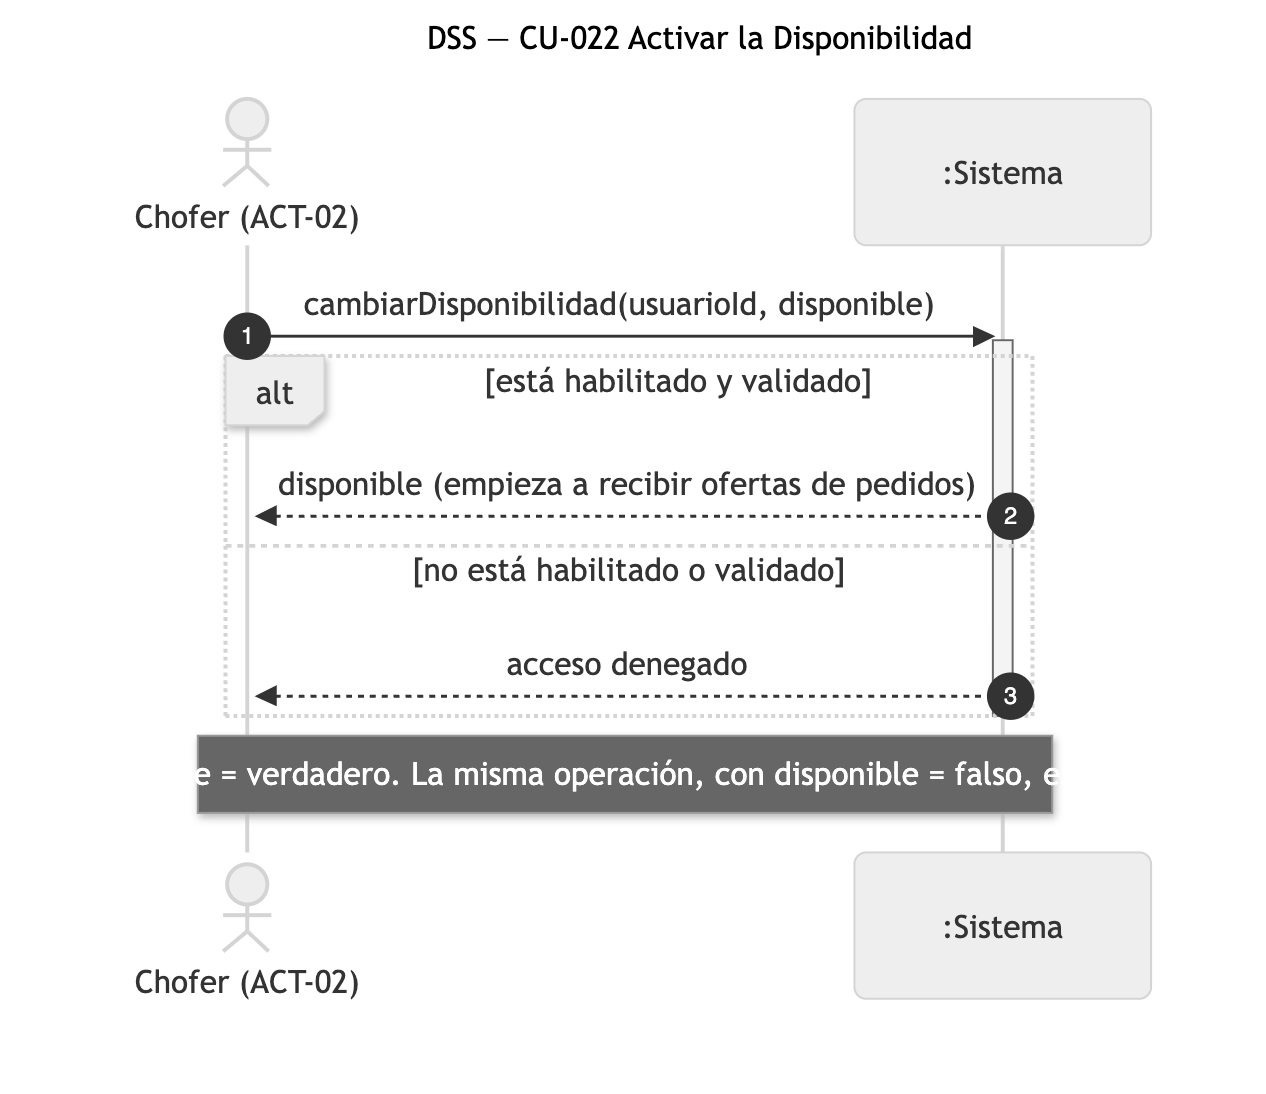 DSS — CU-022 Activar la Disponibilidad
Chofer (ACT-02)
:Sistema
cambiarDisponibilidad(usuarioId, disponible)
1
alt
[está habilitado y validado]
disponible (empieza a recibir ofertas de pedidos)
2
[no está habilitado o validado]
acceso denegado
3
e = verdadero. La misma operación, con disponible = falso, e
Chofer (ACT-02)
:Sistema